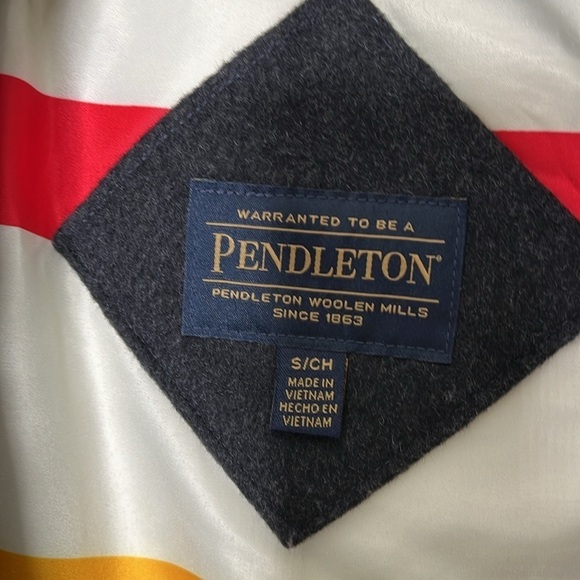 WARRANTED TO BE A
PENDLETON®
PENDLETON WOOLEN MILLS
SINCE 1863
S/CH
MADE IN
VIETNAM
HECHO EN
VIETNAM